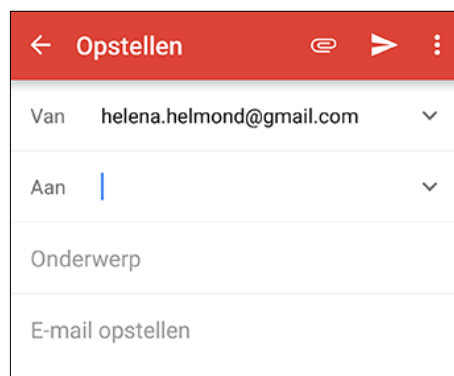 Opstellen
Van helena.helmond@gmail.com
Aan
Onderwerp
E-mail opstellen